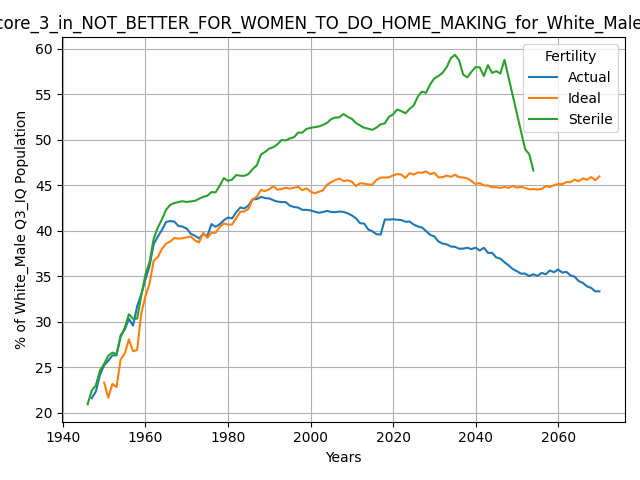 core_3_in_NOT_BETTER_FOR_WOMEN_TO_DO_HOME_MAKING_for_White_Male
Fertility
Actual
Ideal
Sterile
% of White_Male Q3_IQ Population
60
55
50
45
40
35
30
25
20
1940
1960
1980
2000
2020
2040
2060
Years